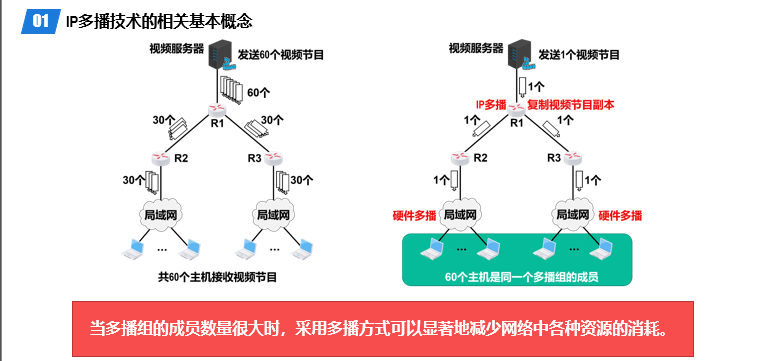 01 IP多播技术的相关基本概念
视频服务器 发送60个视频节目
60个
30个 30个
R1
R2 R3
30个 30个
局域网 局域网
... ...
共60个主机接收视频节目
视频服务器 发送1个视频节目
1个
IP多播 复制视频节目副本
R1
1个 1个
R2 R3
1个 1个
硬件多播 局域网 局域网 硬件多播
... ...
60个主机是同一个多播组的成员
当多播组的成员数量很大时，采用多播方式可以显著地减少网络中各种资源的消耗。